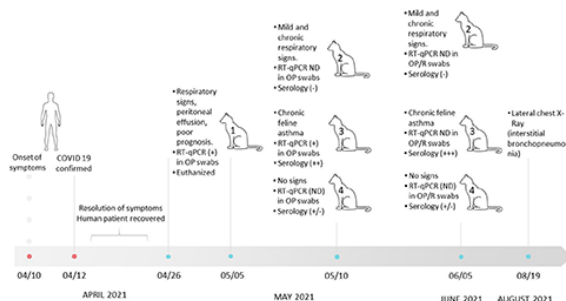 • Mild and
chronic
respiratory
signs.
• RT-qPCR ND
in OP swabs
• Serology (-)
2
• Mild and
chronic
respiratory
signs.
• RT-qPCR ND in
OP/R swabs
• Serology (-)
2
• Respiratory
signs,
peritoneal
effusion,
poor
prognosis.
• RT-qPCR (+)
in OP swabs
• Euthanized
1
• Chronic
feline
asthma
• RT-qPCR (+)
in OP swabs
• Serology (++)
3
Chronic feline
asthma
• RT-qPCR ND in
OP/R swabs
• Serology (+++)
3
• Lateral chest X-
Ray
(interstitial
bronchopneumo
nia)
Onset of
symptoms
COVID 19
confirmed
No signs
• RT-qPCR (ND)
in OP swabs
• Serology (+/-)
4
No signs
• RT-qPCR (ND)
in OP/R swabs
• Serology (+/-)
4
Resolution of symptoms
Human patient recovered
04/10
04/12
04/26
05/05
05/10
06/05
08/19
APRIL 2021
MAY 2021
JUNE 2021
AUGUST 2021